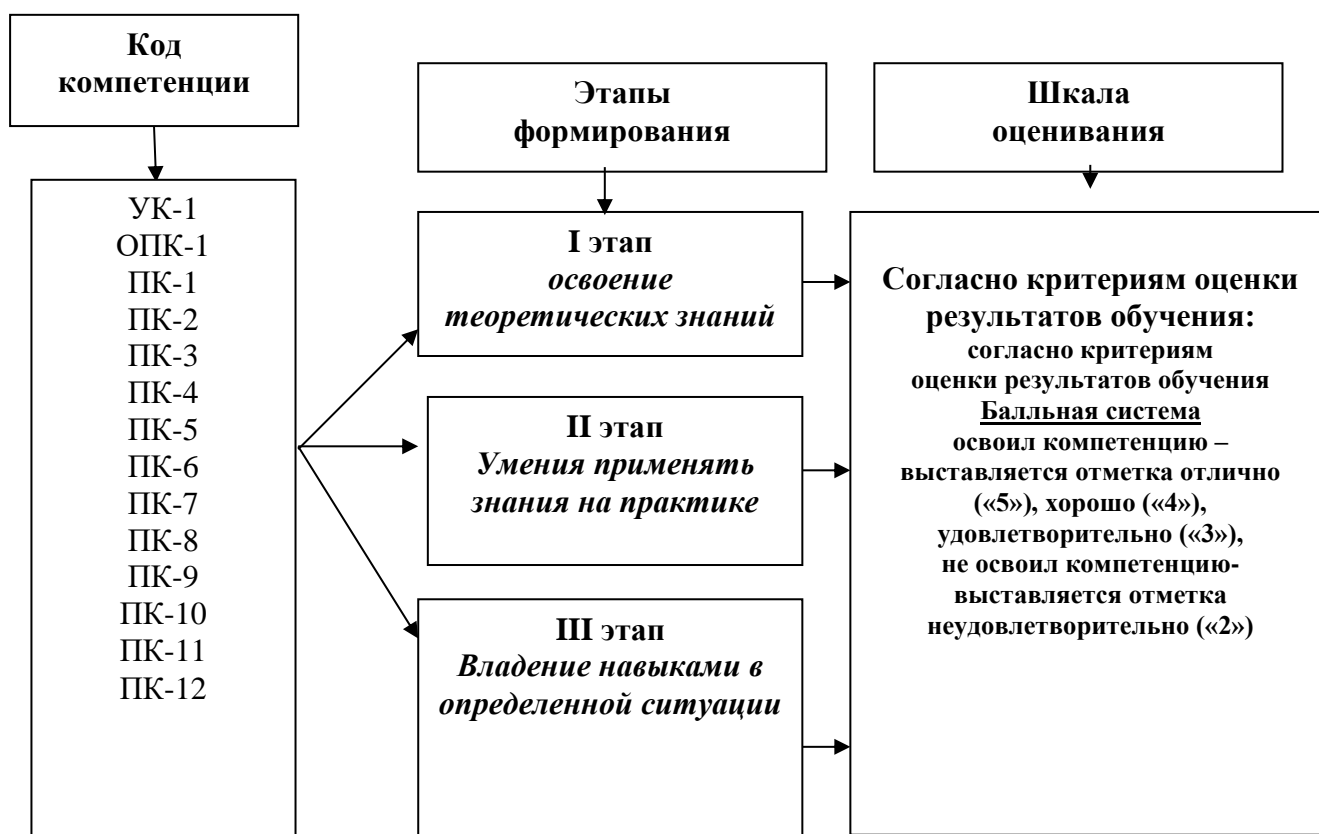 Код
компетенции
Этапы
формирования
Шкала
оценивания
УК-1
ОПК-1
ПК-1
ПК-2
ПК-3
ПК-4
ПК-5
ПК-6
ПК-7
ПК-8
ПК-9
ПК-10
ПК-11
ПК-12
I этап
освоение
теоретических знаний
II этап
Умения применять
знания на практике
III этап
Владение навыками в
определенной ситуации
Согласно критериям оценки
результатов обучения:
согласно критериям
оценки результатов обучения
Балльная система
освоил компетенцию –
выставляется отметка отлично
(«5»), хорошо («4»),
удовлетворительно («3»),
не освоил компетенцию-
выставляется отметка
неудовлетворительно («2»)